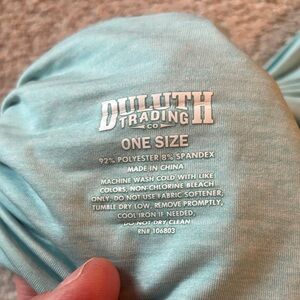 DULUTH
TRADING
CO
ONE SIZE
92% POLYESTER 8% SPANDEX
MADE IN CHINA
MACHINE WASH COLD WITH LIKE
COLORS, NON-CHLORINE BLEACH
ONLY. DO NOT USE FABRIC SOFTENER,
TUMBLE DRY LOW. REMOVE PROMPTLY,
COOL IRON IF NEEDED,
DO NOT DRY CLEAN
RN# 106803